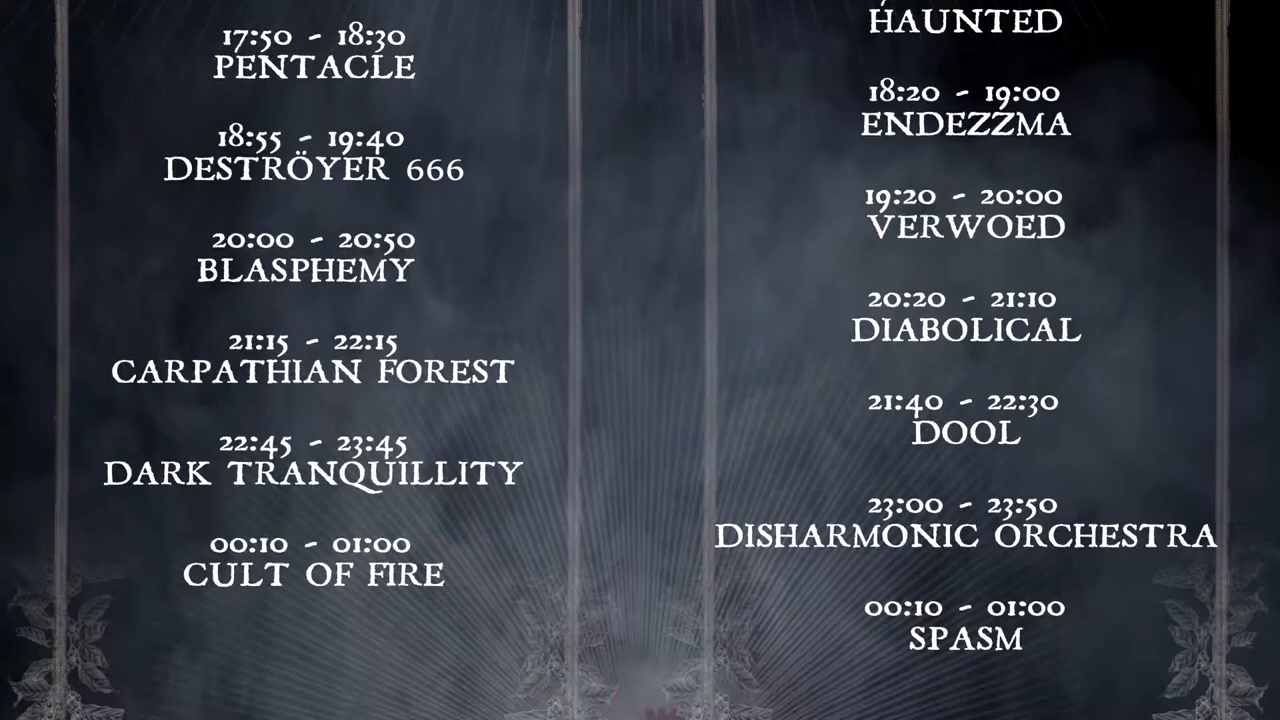 17:50 - 18:30
PENTACLE
18:55 - 19:40
DESTRÖYER 666
20:00 - 20:50
BLASPHEMY
21:15 - 22:15
CARPATHIAN FOREST
22:45 - 23:45
DARK TRANQUILLITY
00:10 - 01:00
CULT OF FIRE
HAUNTED
18:20 - 19:00
ENDEZZMA
19:20 - 20:00
VERWOED
20:20 - 21:10
DIABOLICAL
21:40 - 22:30
DOOL
23:00 - 23:50
DISHARMONIC ORCHESTRA
00:10 - 01:00
SPASM